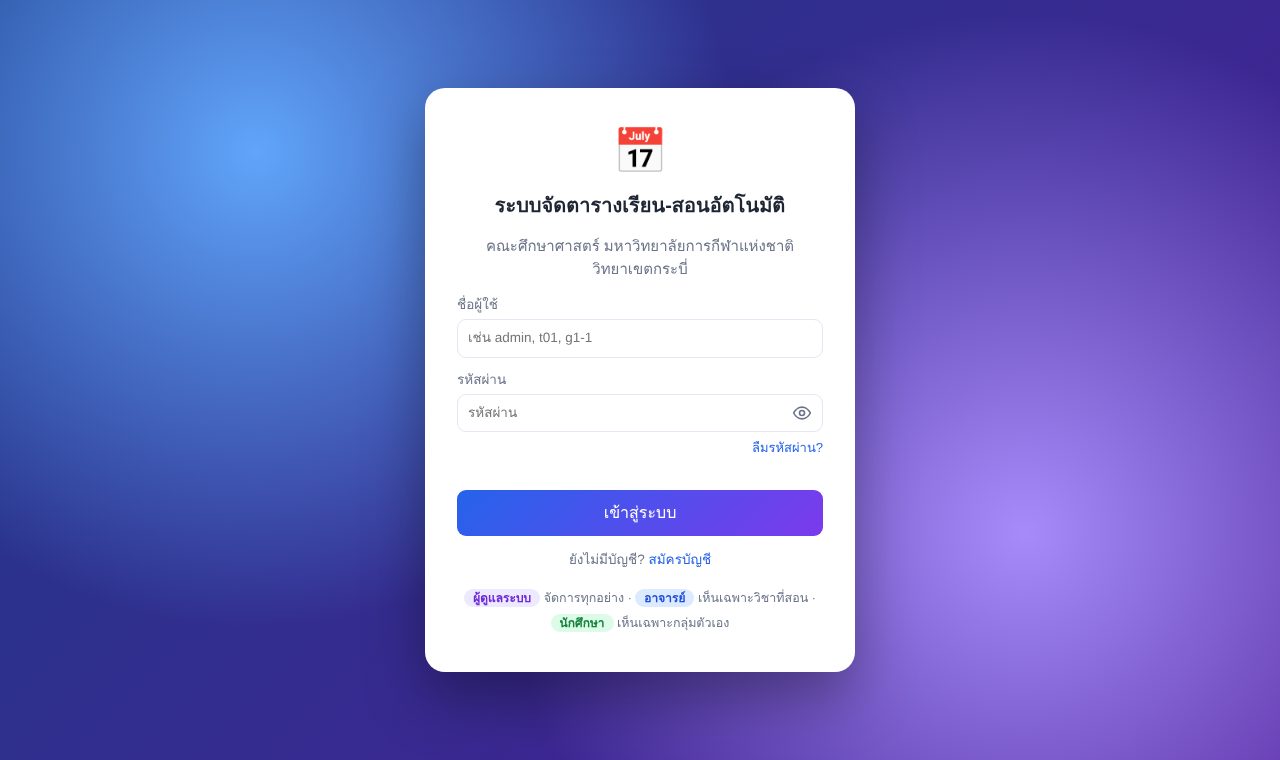 July
17
ระบบจัดตารางเรียน-สอนอัตโนมัติ
คณะศึกษาศาสตร์ มหาวิทยาลัยการกีฬาแห่งชาติ
วิทยาเขตกระบี่
ชื่อผู้ใช้
เช่น admin, t01, g1-1
รหัสผ่าน
รหัสผ่าน
ลืมรหัสผ่าน?
เข้าสู่ระบบ
ยังไม่มีบัญชี? สมัครบัญชี
ผู้ดูแลระบบ จัดการทุกอย่าง · อาจารย์ เห็นเฉพาะวิชาที่สอน ·
นักศึกษา เห็นเฉพาะกลุ่มตัวเอง